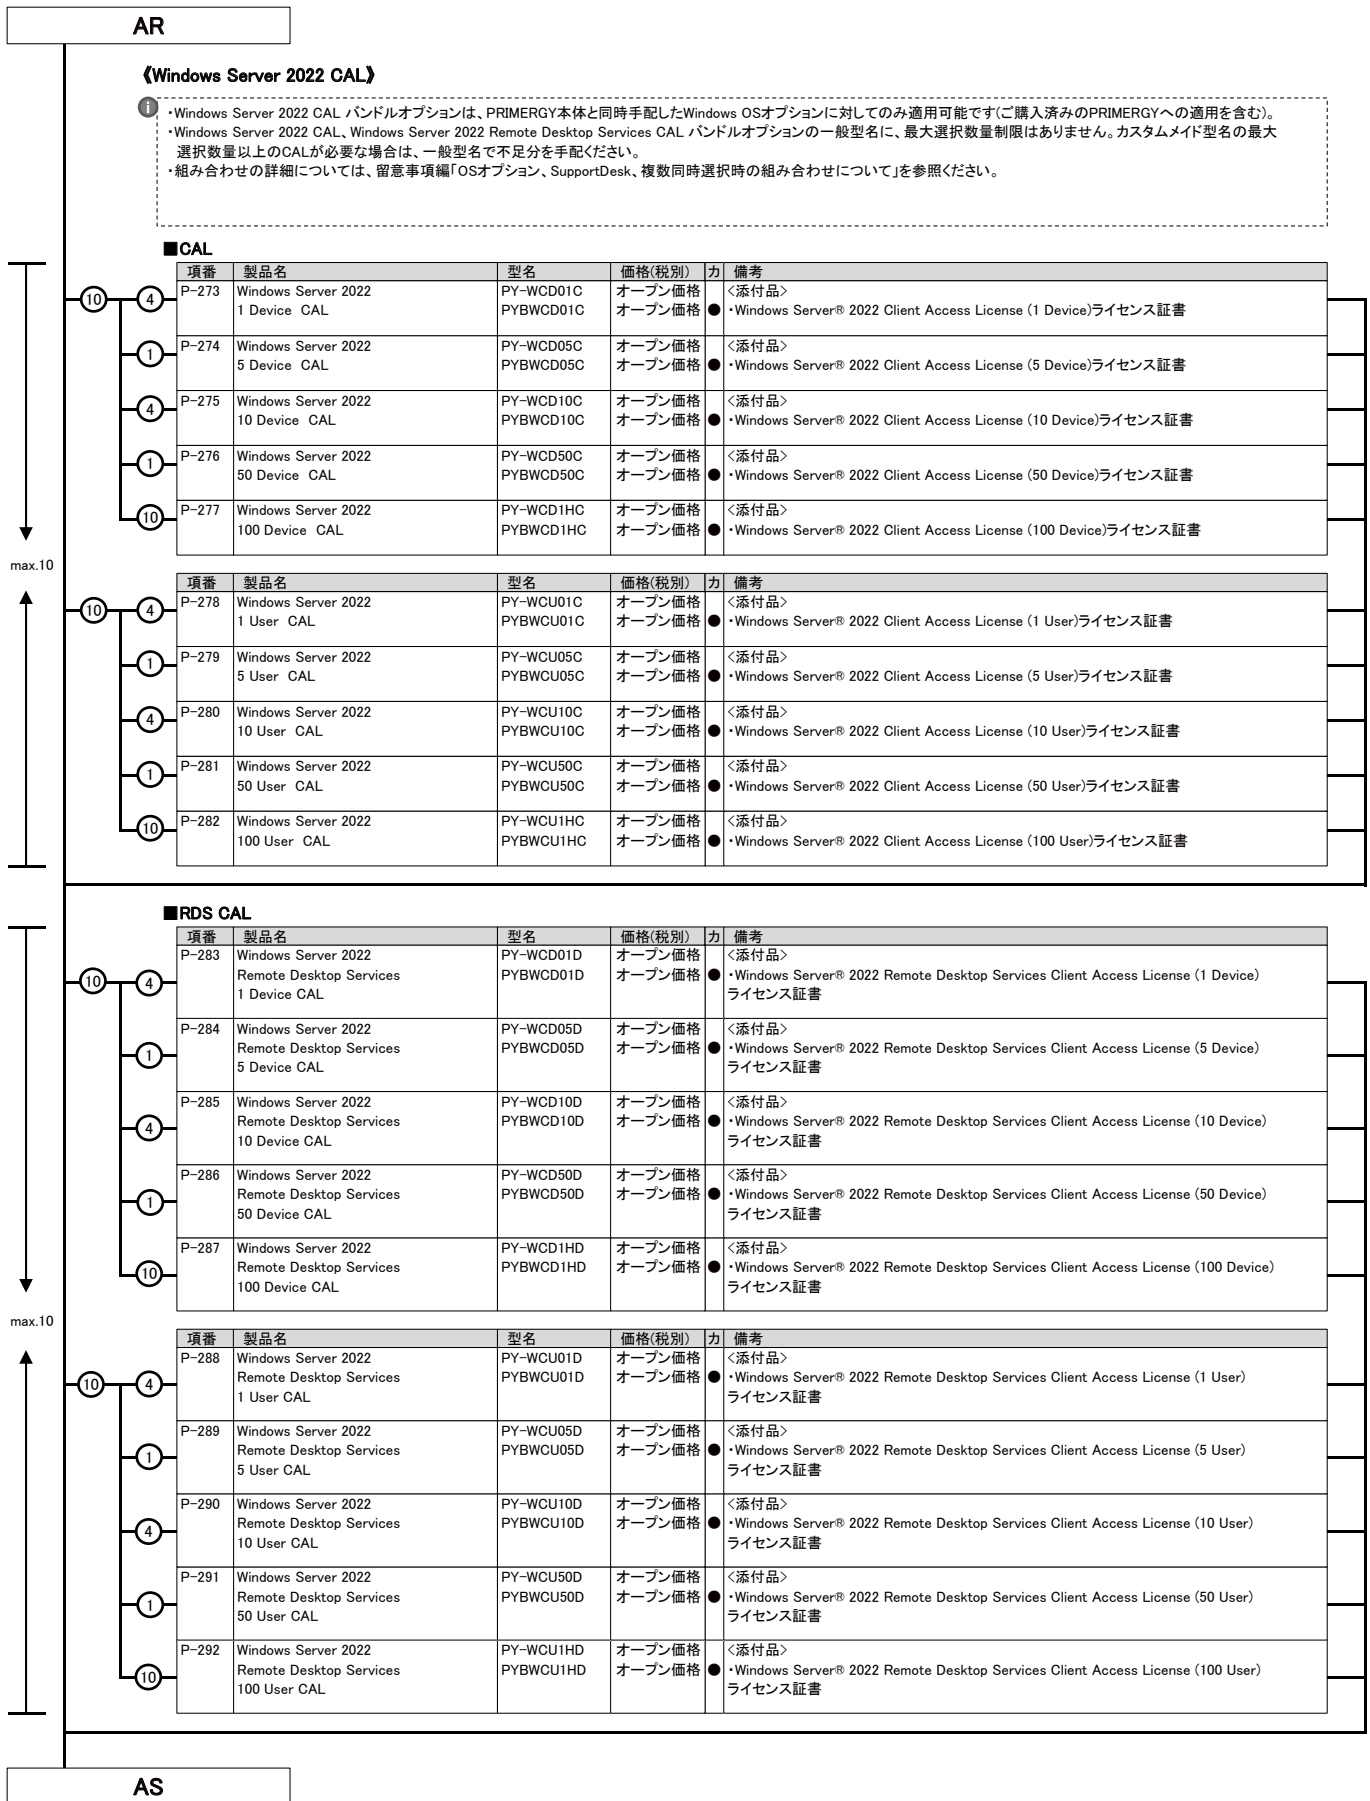 AR
《Windows Server 2022 CAL》
・Windows Server 2022 CAL バンドルオプションは、PRIMERGY本体と同時手配したWindows OSオプションに対してのみ適用可能です(ご購入済みのPRIMERGYへの適用を含む)。
・Windows Server 2022 CAL、Windows Server 2022 Remote Desktop Services CAL バンドルオプションの一般型名に、最大選択数量制限はありません。カスタムメイド型名の最大
選択数量以上のCALが必要な場合は、一般型名で不足分を手配ください。
・組み合わせの詳細については、留意事項編「OSオプション、SupportDesk、複数同時選択時の組み合わせについて」を参照ください。
■CAL
項番 製品名 型名 価格(税別) カ 備考
10 4 P-273 Windows Server 2022 PY-WCD01C オープン価格 <添付品>
1 Device CAL PYBWCD01C オープン価格 ● ・Windows Server® 2022 Client Access License (1 Device)ライセンス証書
1 P-274 Windows Server 2022 PY-WCD05C オープン価格 <添付品>
5 Device CAL PYBWCD05C オープン価格 ● ・Windows Server® 2022 Client Access License (5 Device)ライセンス証書
4 P-275 Windows Server 2022 PY-WCD10C オープン価格 <添付品>
10 Device CAL PYBWCD10C オープン価格 ● ・Windows Server® 2022 Client Access License (10 Device)ライセンス証書
1 P-276 Windows Server 2022 PY-WCD50C オープン価格 <添付品>
50 Device CAL PYBWCD50C オープン価格 ● ・Windows Server® 2022 Client Access License (50 Device)ライセンス証書
10 P-277 Windows Server 2022 PY-WCD1HC オープン価格 <添付品>
100 Device CAL PYBWCD1HC オープン価格 ● ・Windows Server® 2022 Client Access License (100 Device)ライセンス証書
max.10
項番 製品名 型名 価格(税別) カ 備考
10 4 P-278 Windows Server 2022 PY-WCU01C オープン価格 <添付品>
1 User CAL PYBWCU01C オープン価格 ● ・Windows Server® 2022 Client Access License (1 User)ライセンス証書
1 P-279 Windows Server 2022 PY-WCU05C オープン価格 <添付品>
5 User CAL PYBWCU05C オープン価格 ● ・Windows Server® 2022 Client Access License (5 User)ライセンス証書
4 P-280 Windows Server 2022 PY-WCU10C オープン価格 <添付品>
10 User CAL PYBWCU10C オープン価格 ● ・Windows Server® 2022 Client Access License (10 User)ライセンス証書
1 P-281 Windows Server 2022 PY-WCU50C オープン価格 <添付品>
50 User CAL PYBWCU50C オープン価格 ● ・Windows Server® 2022 Client Access License (50 User)ライセンス証書
10 P-282 Windows Server 2022 PY-WCU1HC オープン価格 <添付品>
100 User CAL PYBWCU1HC オープン価格 ● ・Windows Server® 2022 Client Access License (100 User)ライセンス証書
■RDS CAL
項番 製品名 型名 価格(税別) カ 備考
P-283 Windows Server 2022 PY-WCD01D オープン価格 <添付品>
10 4 Remote Desktop Services PYBWCD01D オープン価格 ● ・Windows Server® 2022 Remote Desktop Services Client Access License (1 Device)
1 Device CAL ライセンス証書
P-284 Windows Server 2022 PY-WCD05D オープン価格 <添付品>
1 Remote Desktop Services PYBWCD05D オープン価格 ● ・Windows Server® 2022 Remote Desktop Services Client Access License (5 Device)
5 Device CAL ライセンス証書
P-285 Windows Server 2022 PY-WCD10D オープン価格 <添付品>
4 Remote Desktop Services PYBWCD10D オープン価格 ● ・Windows Server® 2022 Remote Desktop Services Client Access License (10 Device)
10 Device CAL ライセンス証書
P-286 Windows Server 2022 PY-WCD50D オープン価格 <添付品>
1 Remote Desktop Services PYBWCD50D オープン価格 ● ・Windows Server® 2022 Remote Desktop Services Client Access License (50 Device)
50 Device CAL ライセンス証書
P-287 Windows Server 2022 PY-WCD1HD オープン価格 <添付品>
10 Remote Desktop Services PYBWCD1HD オープン価格 ● ・Windows Server® 2022 Remote Desktop Services Client Access License (100 Device)
100 Device CAL ライセンス証書
max.10
項番 製品名 型名 価格(税別) カ 備考
P-288 Windows Server 2022 PY-WCU01D オープン価格 <添付品>
10 4 Remote Desktop Services PYBWCU01D オープン価格 ● ・Windows Server® 2022 Remote Desktop Services Client Access License (1 User)
1 User CAL ライセンス証書
P-289 Windows Server 2022 PY-WCU05D オープン価格 <添付品>
1 Remote Desktop Services PYBWCU05D オープン価格 ● ・Windows Server® 2022 Remote Desktop Services Client Access License (5 User)
5 User CAL ライセンス証書
P-290 Windows Server 2022 PY-WCU10D オープン価格 <添付品>
4 Remote Desktop Services PYBWCU10D オープン価格 ● ・Windows Server® 2022 Remote Desktop Services Client Access License (10 User)
10 User CAL ライセンス証書
P-291 Windows Server 2022 PY-WCU50D オープン価格 <添付品>
1 Remote Desktop Services PYBWCU50D オープン価格 ● ・Windows Server® 2022 Remote Desktop Services Client Access License (50 User)
50 User CAL ライセンス証書
P-292 Windows Server 2022 PY-WCU1HD オープン価格 <添付品>
10 Remote Desktop Services PYBWCU1HD オープン価格 ● ・Windows Server® 2022 Remote Desktop Services Client Access License (100 User)
100 User CAL ライセンス証書
AS